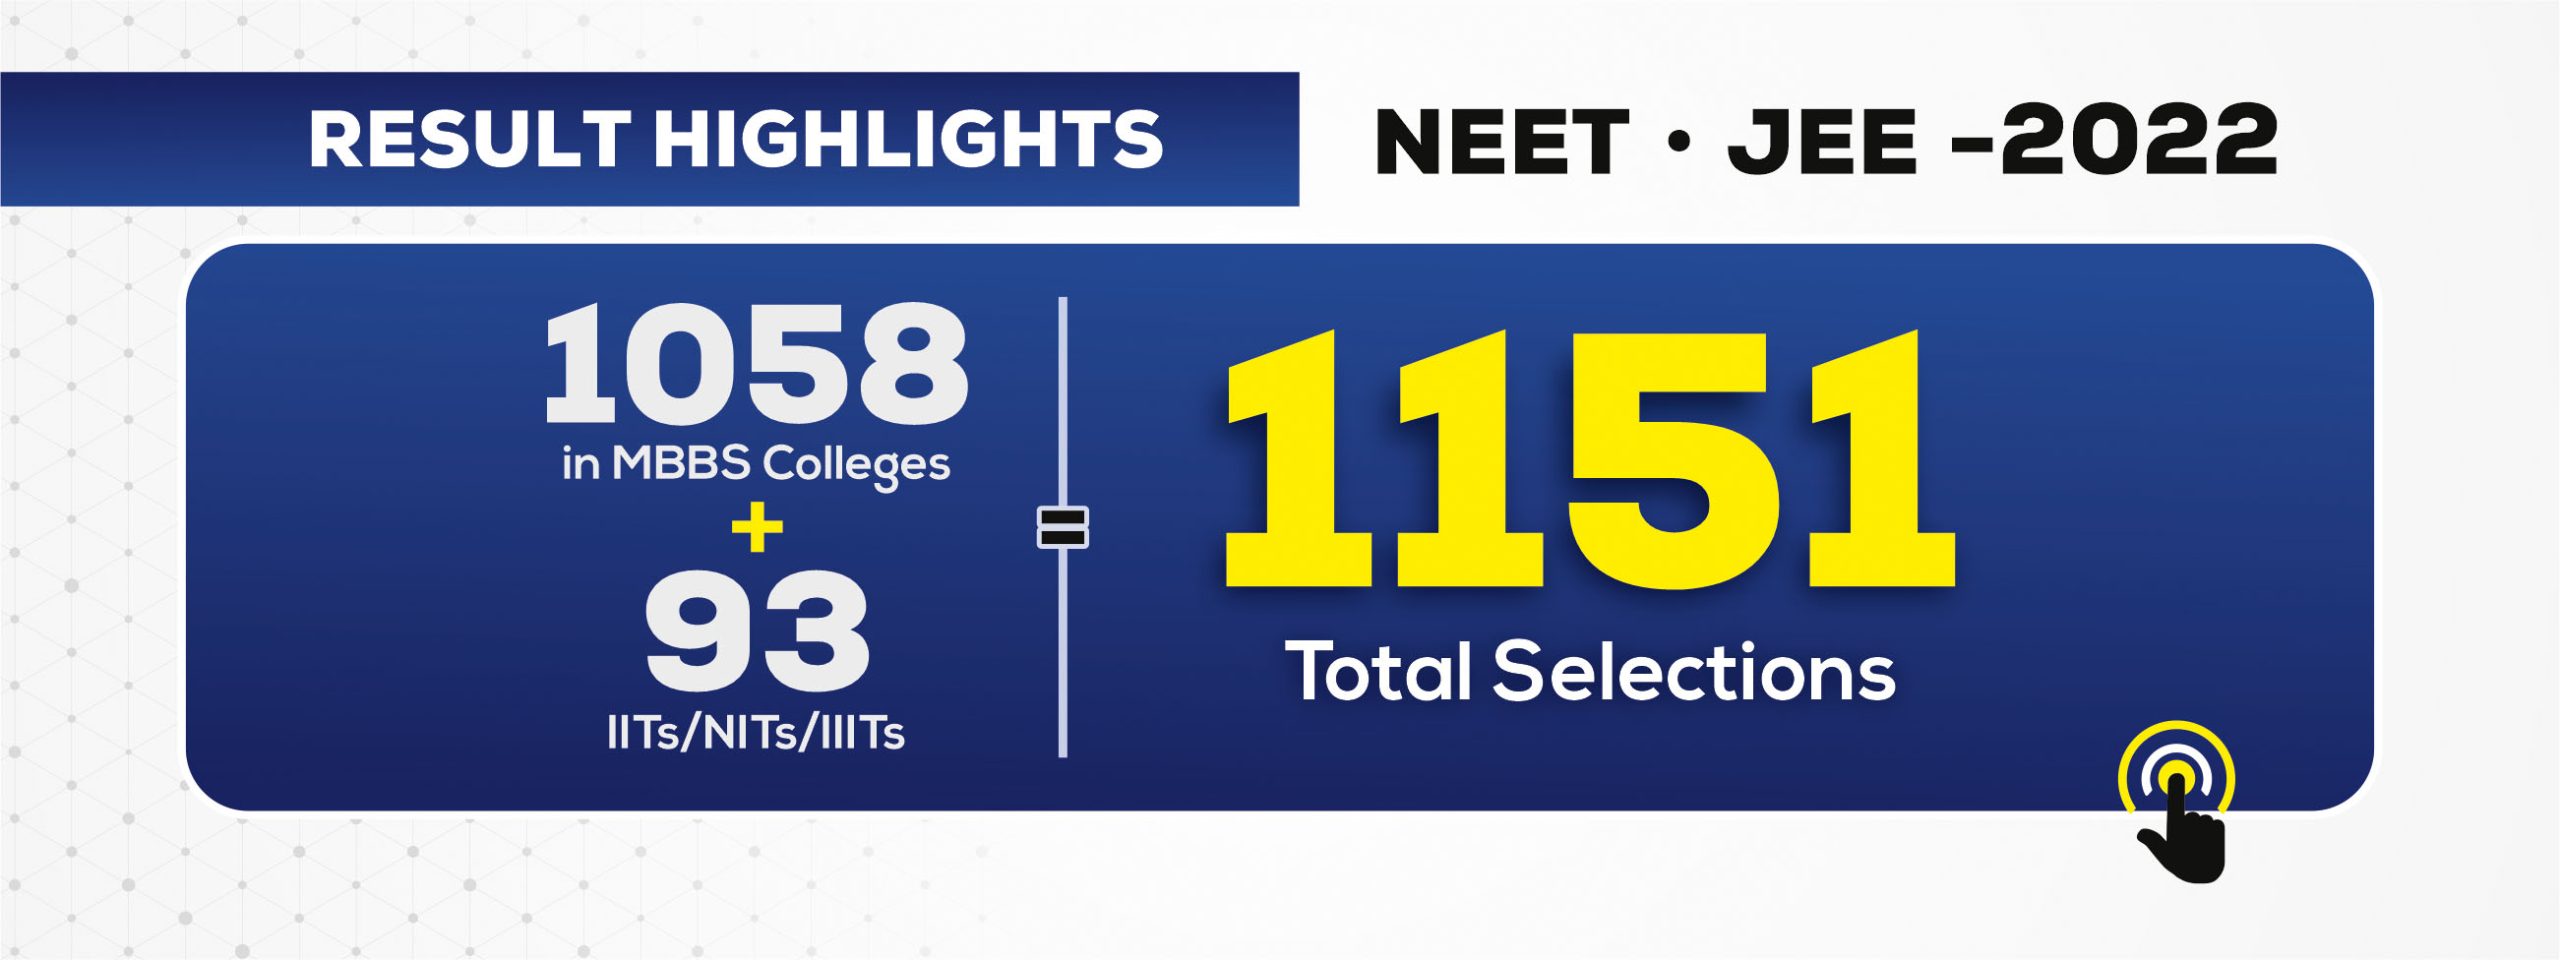 RESULT HIGHLIGHTS
NEET • JEE -2022
1058
in MBBS Colleges
+
93
IITs/NITs/IIITs
=
1151
Total Selections